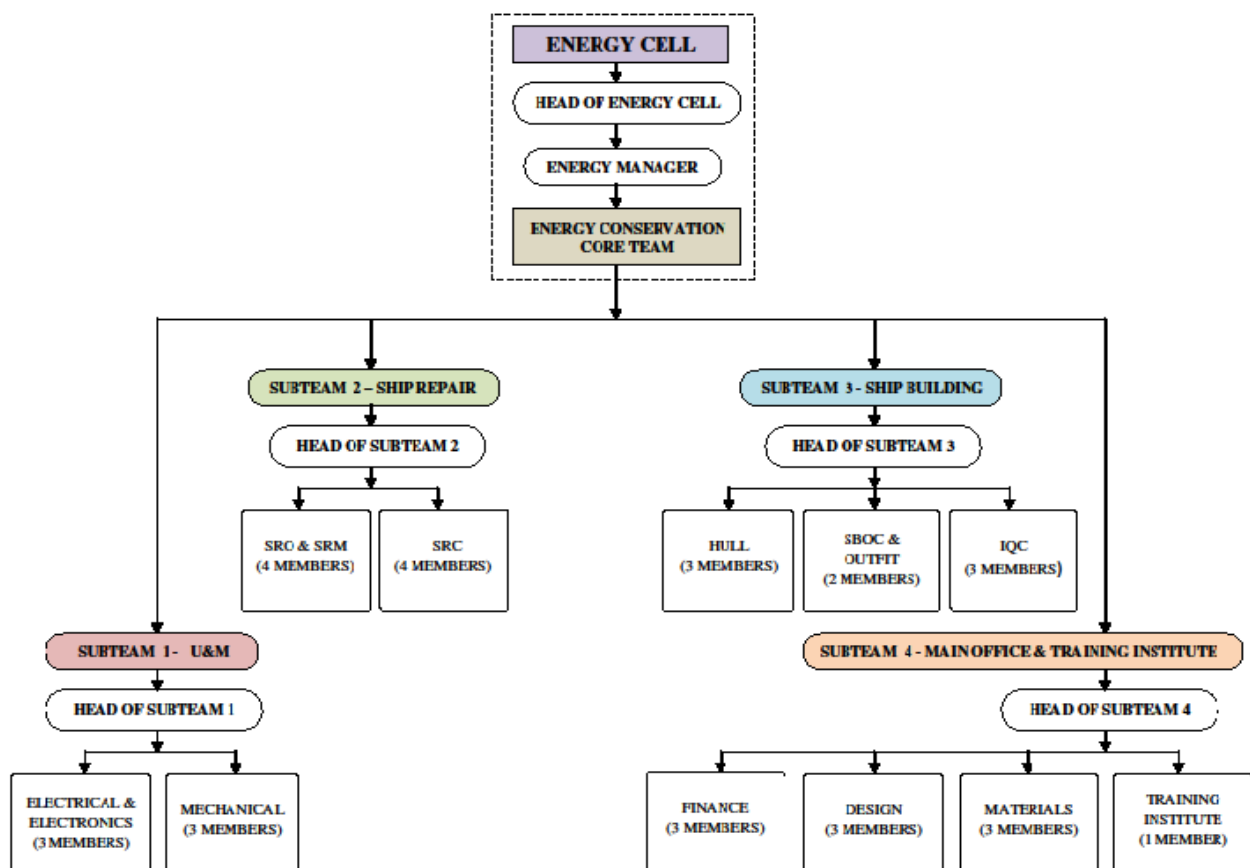 ENERGY CELL
HEAD OF ENERGY CELL
ENERGY MANAGER
ENERGY CONSERVATION
CORE TEAM
SUBTEAM 2 – SHIP REPAIR
SUBTEAM 3 - SHIP BUILDING
HEAD OF SUBTEAM 2
HEAD OF SUBTEAM 3
SRO & SRM
(4 MEMBERS)
SRC
(4 MEMBERS)
HULL
(3 MEMBERS)
SBOC &
OUTFIT
(2 MEMBERS)
IQC
(3 MEMBERS)
SUBTEAM 1 - U&M
SUBTEAM 4 - MAIN OFFICE & TRAINING INSTITUTE
HEAD OF SUBTEAM 1
HEAD OF SUBTEAM 4
ELECTRICAL &
ELECTRONICS
(3 MEMBERS)
MECHANICAL
(3 MEMBERS)
FINANCE
(3 MEMBERS)
DESIGN
(3 MEMBERS)
MATERIALS
(3 MEMBERS)
TRAINING
INSTITUTE
(1 MEMBER)